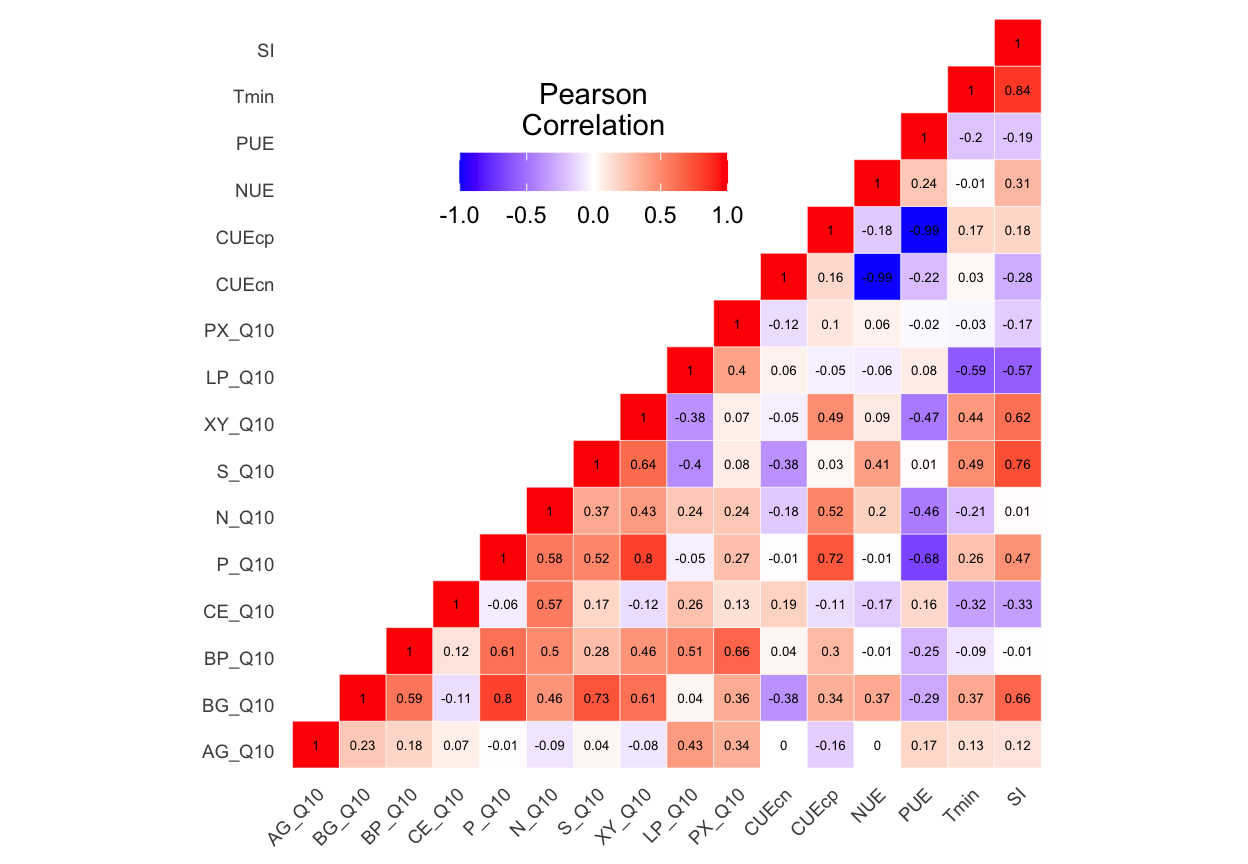 SI 1
Tmin 1 0.84
Pearson
Correlation
PUE 1 -0.2 -0.19
NUE 1 0.24 -0.01 0.31
-1.0 -0.5 0.0 0.5 1.0
CUEcp 1 -0.18 -0.99 0.17 0.18
CUEcn 1 0.16 -0.99 -0.22 0.03 -0.28
PX_Q10 1 -0.12 0.1 0.06 -0.02 -0.03 -0.17
LP_Q10 1 0.4 0.06 -0.05 -0.06 0.08 -0.59 -0.57
XY_Q10 1 -0.38 0.07 -0.05 0.49 0.09 -0.47 0.44 0.62
S_Q10 1 0.64 -0.4 0.08 -0.38 0.03 0.41 0.01 0.49 0.76
N_Q10 1 0.37 0.43 0.24 0.24 -0.18 0.52 0.2 -0.46 -0.21 0.01
P_Q10 1 0.58 0.52 0.8 -0.05 0.27 -0.01 0.72 -0.01 -0.68 0.26 0.47
CE_Q10 1 -0.06 0.57 0.17 -0.12 0.26 0.13 0.19 -0.11 -0.17 0.16 -0.32 -0.33
BP_Q10 1 0.12 0.61 0.5 0.28 0.46 0.51 0.66 0.04 0.3 -0.01 -0.25 -0.09 -0.01
BG_Q10 1 0.59 -0.11 0.8 0.46 0.73 0.61 0.04 0.36 -0.38 0.34 0.37 -0.29 0.37 0.66
AG_Q10 1 0.23 0.18 0.07 -0.01 -0.09 0.04 -0.08 0.43 0.34 0 -0.16 0 0.17 0.13 0.12
AG_Q10 BG_Q10 BP_Q10 CE_Q10 P_Q10 N_Q10 S_Q10 XY_Q10 LP_Q10 PX_Q10 CUEcn CUEcp NUE PUE Tmin SI